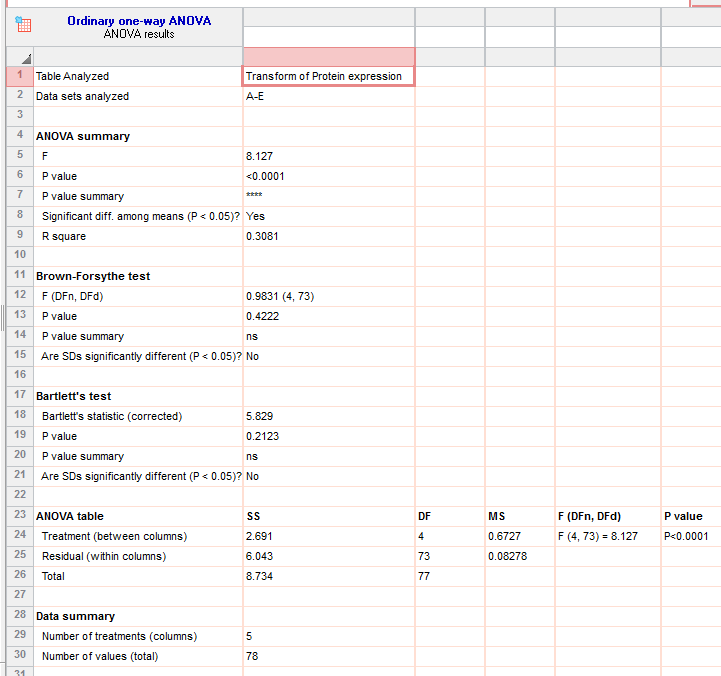 Ordinary one-way ANOVA
ANOVA results
1 Table Analyzed Transform of Protein expression
2 Data sets analyzed A-E
3
4 ANOVA summary
5 F 8.127
6 P value <0.0001
7 P value summary ****
8 Significant diff. among means (P < 0.05)? Yes
9 R square 0.3081
10
11 Brown-Forsythe test
12 F (DFn, DFd) 0.9831 (4, 73)
13 P value 0.4222
14 P value summary ns
15 Are SDs significantly different (P < 0.05)? No
16
17 Bartlett's test
18 Bartlett's statistic (corrected) 5.829
19 P value 0.2123
20 P value summary ns
21 Are SDs significantly different (P < 0.05)? No
22
23 ANOVA table SS DF MS F (DFn, DFd) P value
24 Treatment (between columns) 2.691 4 0.6727 F (4, 73) = 8.127 P<0.0001
25 Residual (within columns) 6.043 73 0.08278
26 Total 8.734 77
27
28 Data summary
29 Number of treatments (columns) 5
30 Number of values (total) 78
31